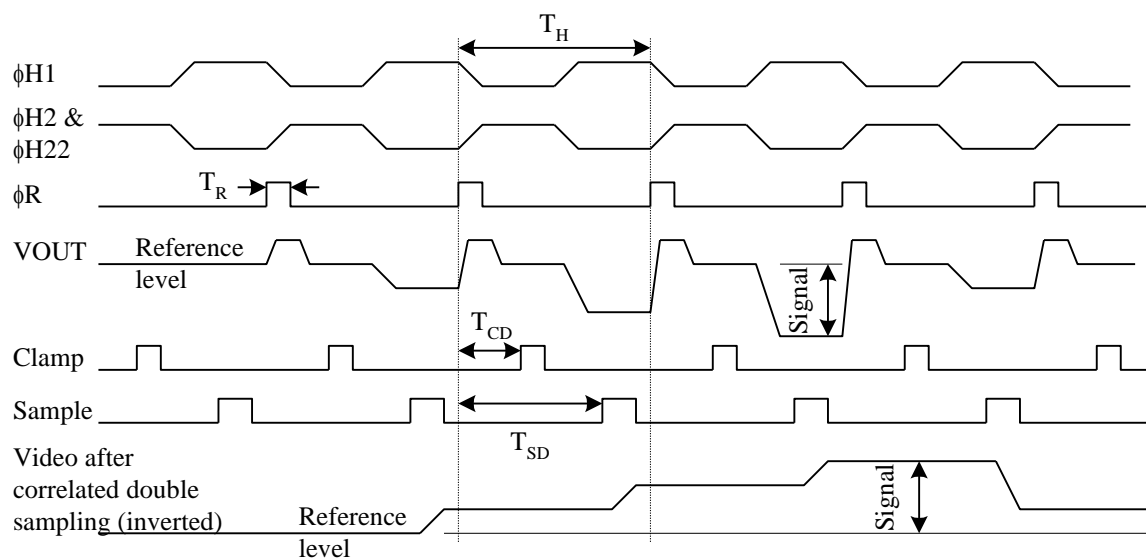 T_H
ϕH1
ϕH2 &
ϕH22
T_R
ϕR
VOUT
Reference
level
Signal
T_CD
Clamp
Sample
T_SD
Video after
correlated double
sampling (inverted)
Reference
level
Signal